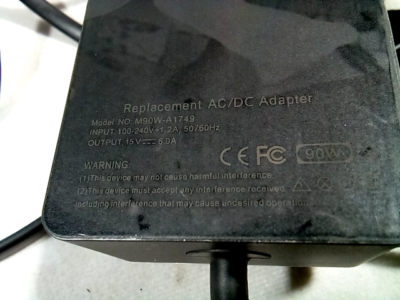 Replacement AC/DC Adapter
Model NO: M90W-A1749
INPUT 100-240V~1.2A 50/60Hz
OUTPUT 15V⎓6.0A
CE FC 90W
WARNING:
(1)This device may not cause harmful interference.
(2)This device must accept any interference received,
including interference that may cause undesired operation.